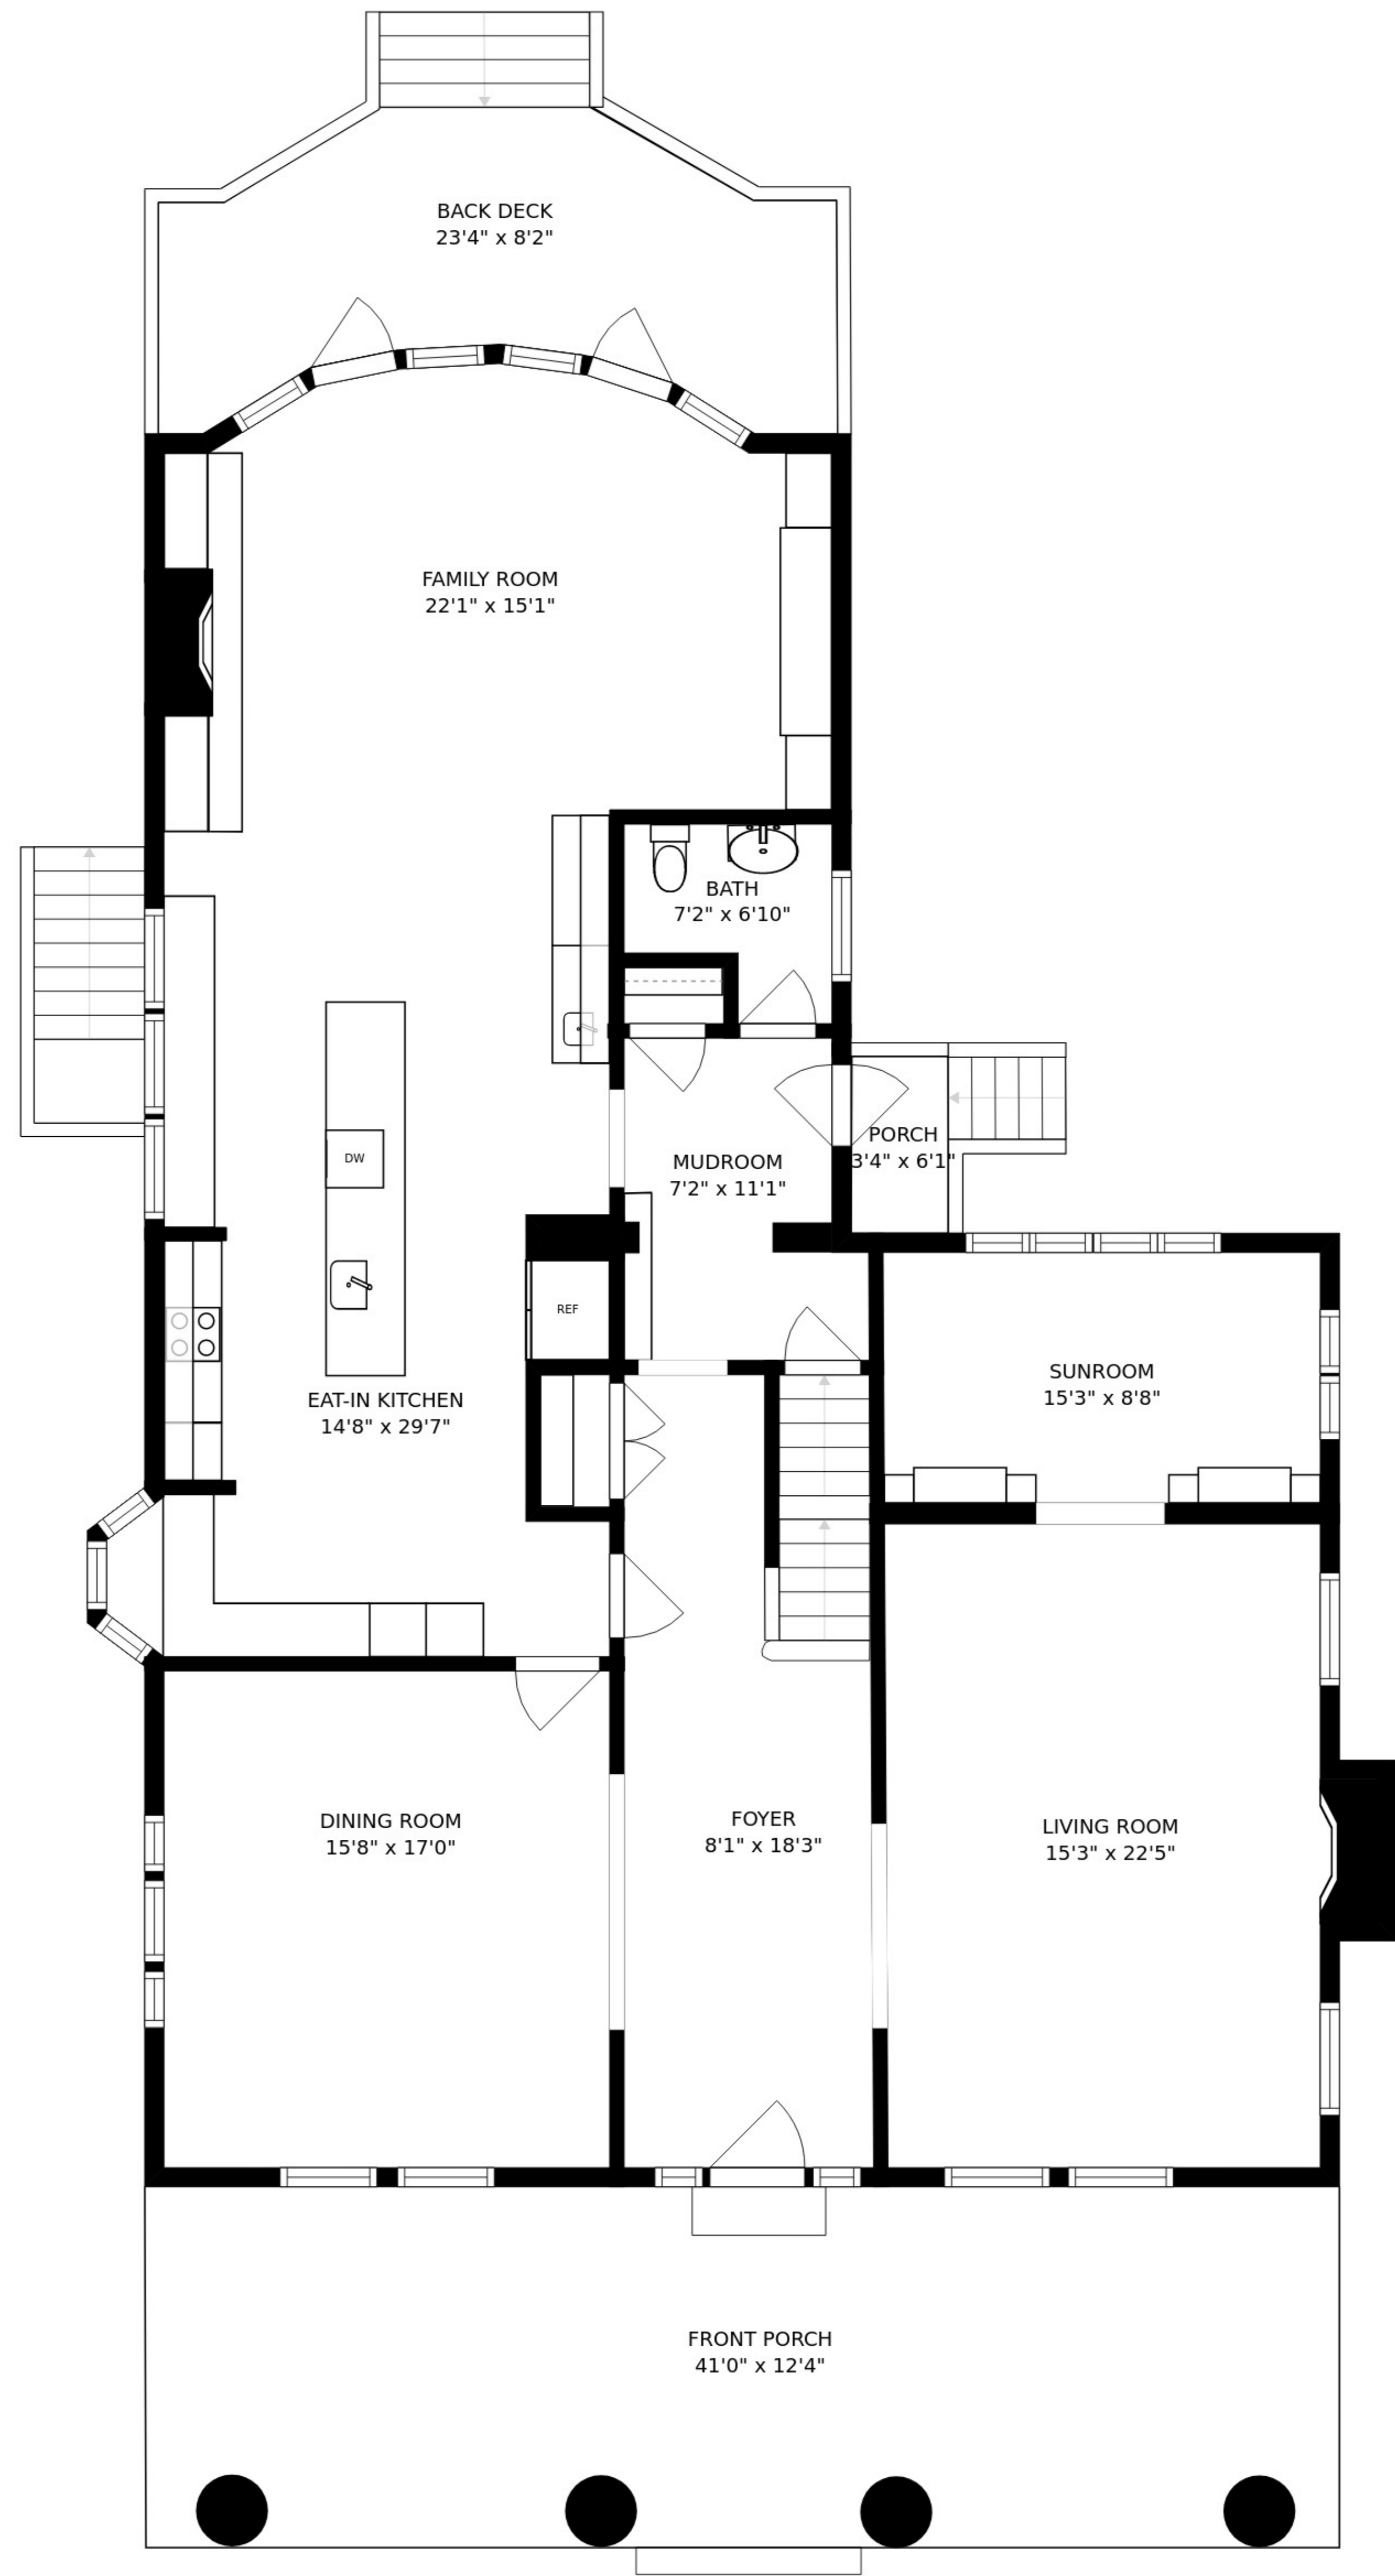 BACK DECK
23'4" x 8'2"
FAMILY ROOM
22'1" x 15'1"
BATH
7'2" x 6'10"
PORCH
3'4" x 6'1"
DW
MUDROOM
7'2" x 11'1"
REF
SUNROOM
15'3" x 8'8"
EAT-IN KITCHEN
14'8" x 29'7"
DINING ROOM
15'8" x 17'0"
FOYER
8'1" x 18'3"
LIVING ROOM
15'3" x 22'5"
FRONT PORCH
41'0" x 12'4"